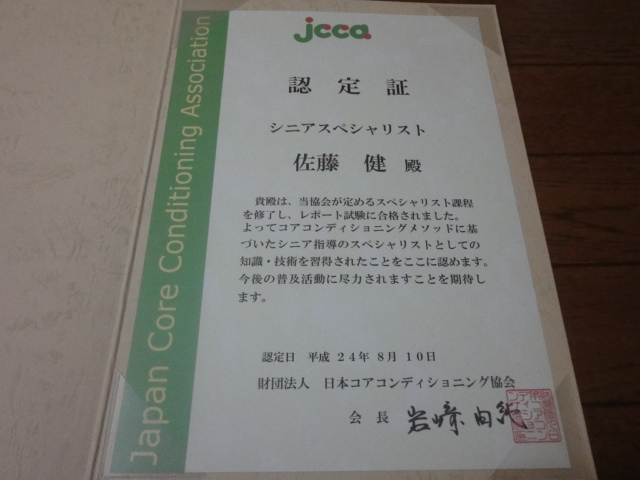 jcca
Japan Core Conditioning Association
認定証
シニアスペシャリスト
佐藤 健 殿
貴殿は、当協会が定めるスペシャリスト課程
を修了し、レポート試験に合格されました。
よってコアコンディショニングメソッドに基
づいたシニア指導のスペシャリストとしての
知識・技術を習得されたことをここに認めます。
今後の普及活動に尽力されますことを期待し
ます。
認定日 平成 24年 8月 10日
財団法人 日本コアコンディショニング協会
会長 岩﨑 由純